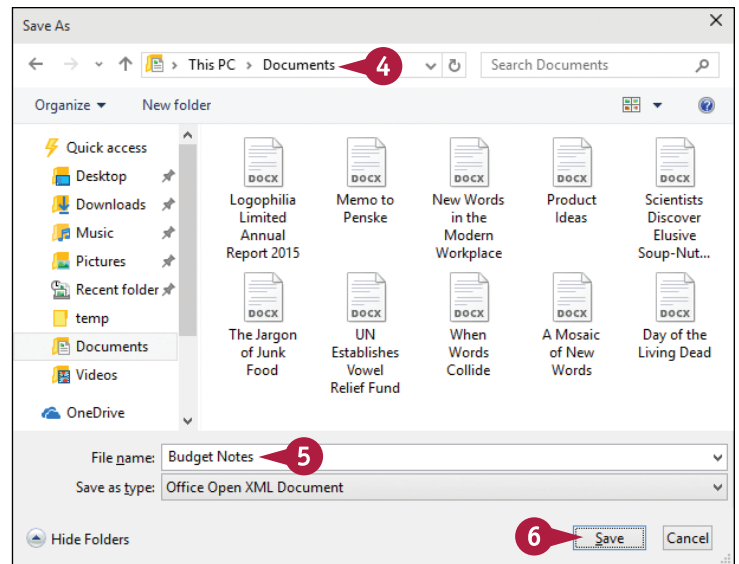 Save As
This PC > Documents
4
Search Documents
Organize
New folder
Quick access
Desktop
Downloads
Music
Pictures
Recent folder
temp
Documents
Videos
OneDrive
DOCX
DOCX
DOCX
DOCX
DOCX
Logophilia
Limited
Annual
Report 2015
Memo to
Penske
New Words
in the
Modern
Workplace
Product
Ideas
Scientists
Discover
Elusive
Soup-Nut...
DOCX
DOCX
DOCX
DOCX
DOCX
The Jargon
of Junk
Food
UN
Establishes
Vowel
Relief Fund
When
Words
Collide
A Mosaic
of New
Words
Day of the
Living Dead
File name: Budget Notes
5
Save as type: Office Open XML Document
Hide Folders
6
Save
Cancel